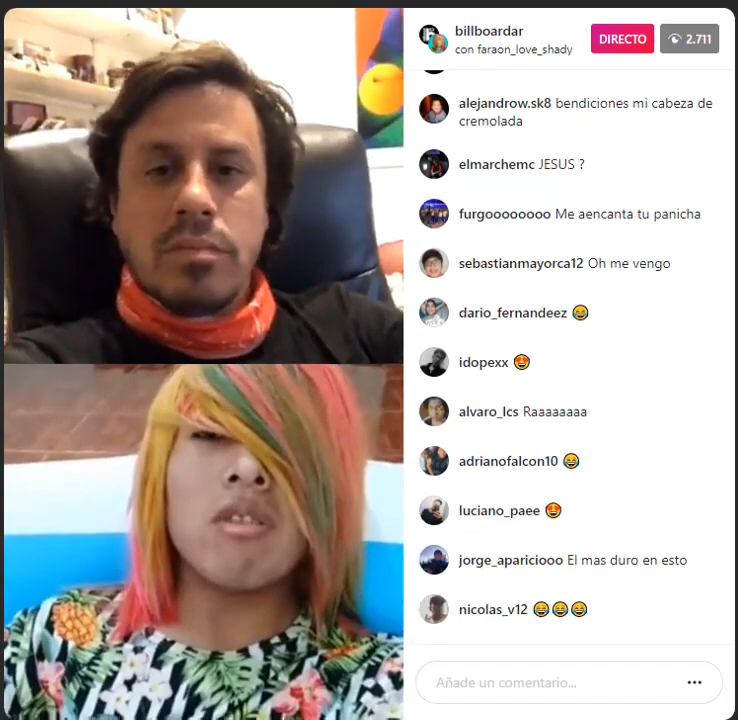 billboardar
con faraon_love_shady
DIRECTO
2.711
alejandrow.sk8 bendiciones mi cabeza de
cremolada
elmarchemc JESUS ?
furgoooooooo Me aencanta tu panicha
sebastianmayorca12 Oh me vengo
dario_fernandeez 😂
idopexx 😍
alvaro_lcs Raaaaaaaa
adrianofalcon10 😂
luciano_paee 😍
jorge_apariciooo El mas duro en esto
nicolas_v12 😂😂😂
Añade un comentario...